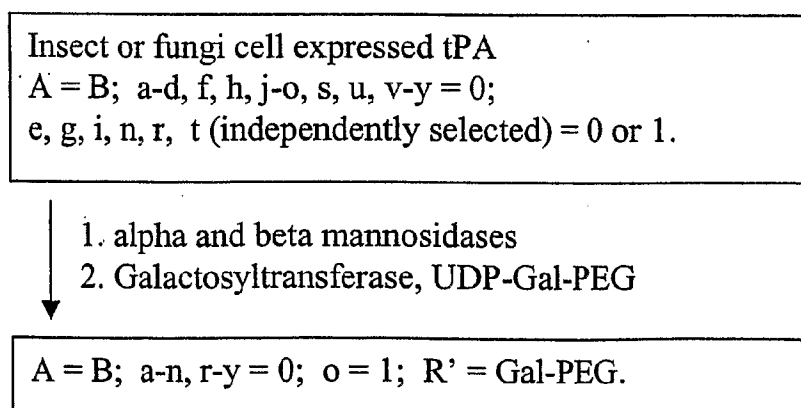 Insect or fungi cell expressed tPA
A = B; a-d, f, h, j-o, s, u, v-y = 0;
e, g, i, n, r, t (independently selected) = 0 or 1.
1. alpha and beta mannosidases
2. Galactosyltransferase, UDP-Gal-PEG
A = B; a-n, r-y = 0; o = 1; R’ = Gal-PEG.